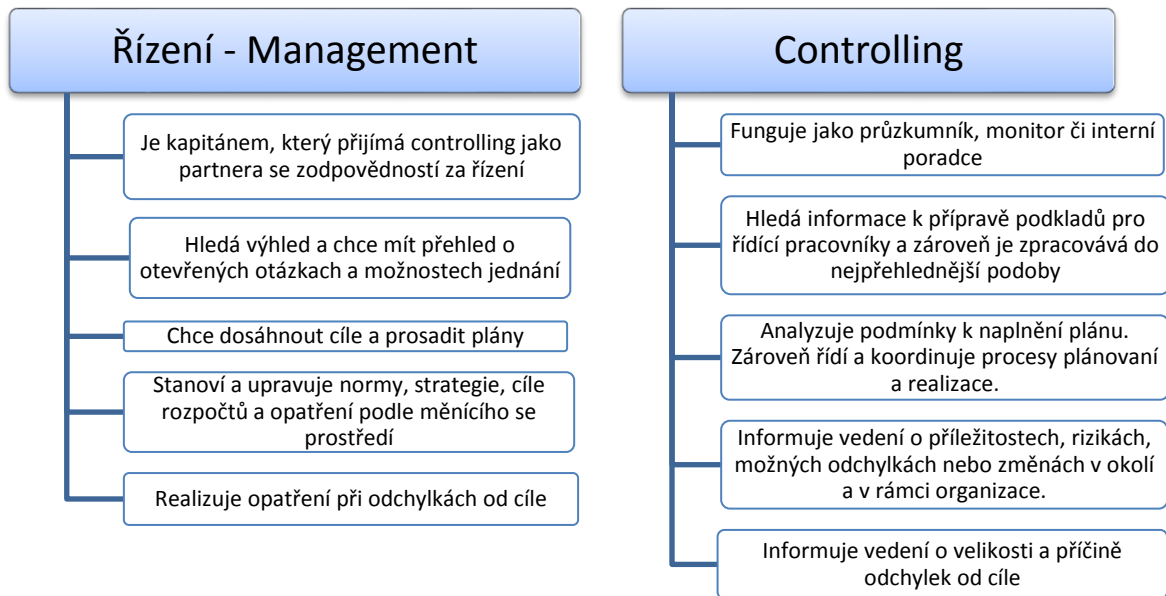 Řízení - Management
Je kapitánem, který přijímá controlling jako
partnera se zodpovědností za řízení
Hledá výhled a chce mít přehled o
otevřených otázkách a možnostech jednání
Chce dosáhnout cíle a prosadit plány
Stanoví a upravuje normy, strategie, cíle
rozpočtů a opatření podle měnícího se
prostředí
Realizuje opatření při odchylkách od cíle
Controlling
Funguje jako průzkumník, monitor či interní
poradce
Hledá informace k přípravě podkladů pro
řídící pracovníky a zároveň je zpracovává do
nejpřehlednější podoby
Analyzuje podmínky k naplnění plánu.
Zároveň řídí a koordinuje procesy plánovaní
a realizace.
Informuje vedení o příležitostech, rizikách,
možných odchylkách nebo změnách v okolí
a v rámci organizace.
Informuje vedení o velikosti a příčině
odchylek od cíle